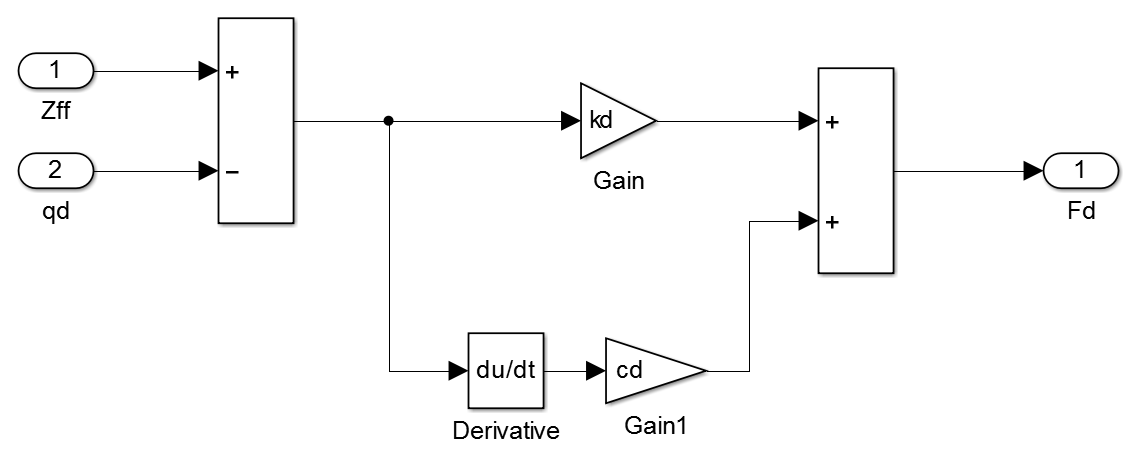 1
+
Zff
2
−
qd
kd
Gain
+
+
1
Fd
du/dt
Derivative
cd
Gain1